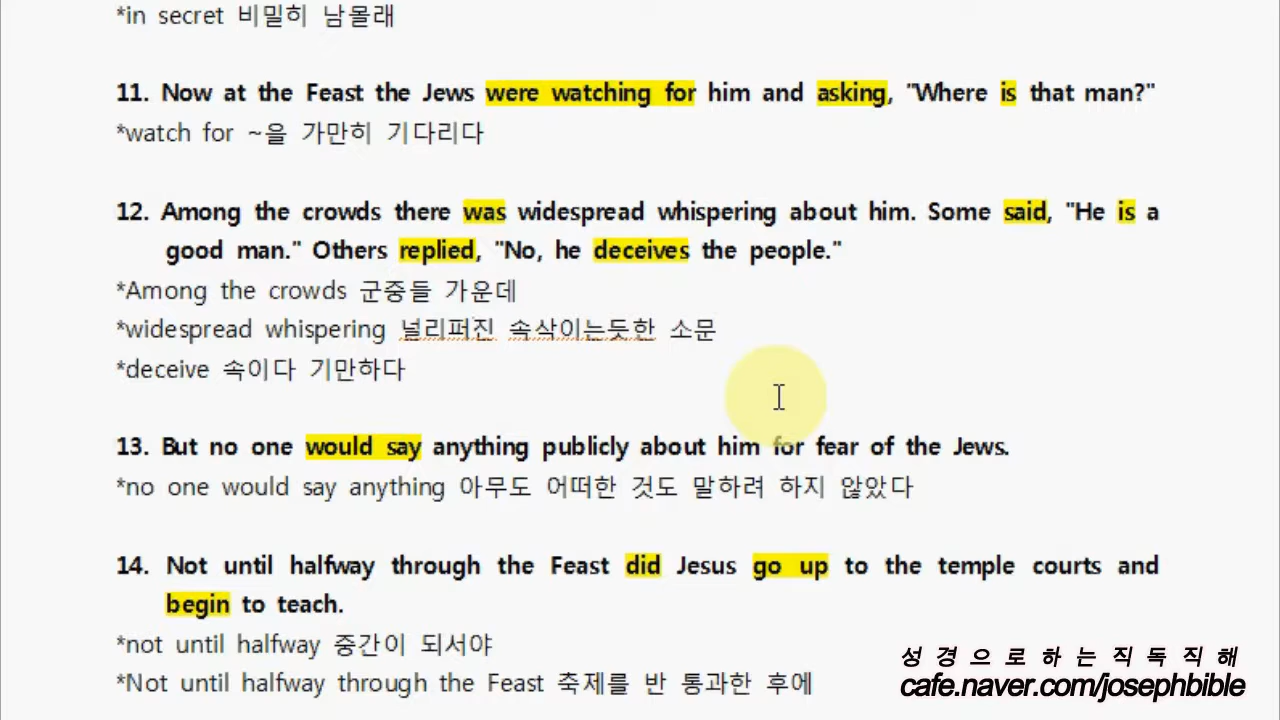 *in secret 비밀히 남몰래
11. Now at the Feast the Jews were watching for him and asking, "Where is that man?"
*watch for ~을 가만히 기다리다
12. Among the crowds there was widespread whispering about him. Some said, "He is a
good man." Others replied, "No, he deceives the people."
*Among the crowds 군중들 가운데
*widespread whispering 널리퍼진 속삭이는듯한 소문
*deceive 속이다 기만하다
13. But no one would say anything publicly about him for fear of the Jews.
*no one would say anything 아무도 어떠한 것도 말하려 하지 않았다
14. Not until halfway through the Feast did Jesus go up to the temple courts and
begin to teach.
*not until halfway 중간이 되서야
*Not until halfway through the Feast 축제를 반 통과한 후에
성경으로하는직독직해
cafe.naver.com/josephbible